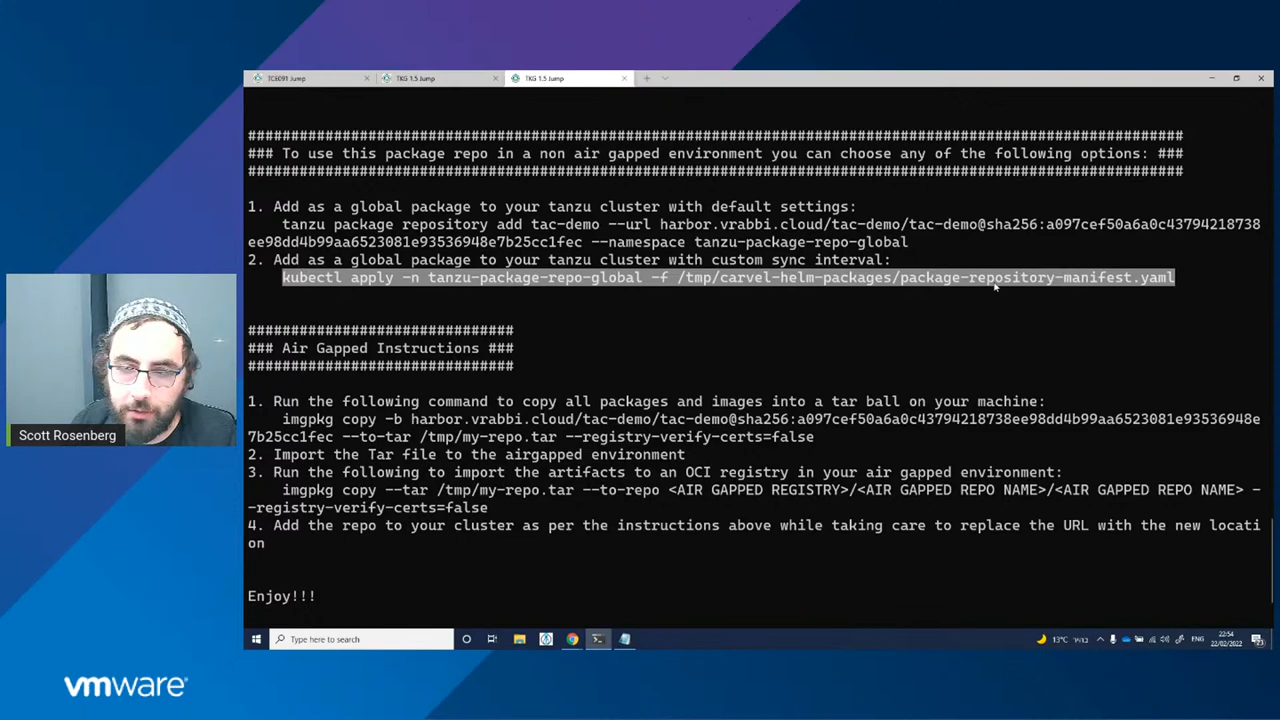 TCE091 Jump
TKG 1.5 Jump
TKG 1.5 Jump
################################################################################################################
### To use this package repo in a non air gapped environment you can choose any of the following options: ###
################################################################################################################
1. Add as a global package to your tanzu cluster with default settings:
tanzu package repository add tac-demo --url harbor.vrabbi.cloud/tac-demo/tac-demo@sha256:a097cef50a6a0c43794218738
ee98dd4b99aa6523081e93536948e7b25cc1fec --namespace tanzu-package-repo-global
2. Add as a global package to your tanzu cluster with custom sync interval:
kubectl apply -n tanzu-package-repo-global -f /tmp/carvel-helm-packages/package-repository-manifest.yaml
###############################
### Air Gapped Instructions ###
###############################
1. Run the following command to copy all packages and images into a tar ball on your machine:
imgpkg copy -b harbor.vrabbi.cloud/tac-demo/tac-demo@sha256:a097cef50a6a0c43794218738ee98dd4b99aa6523081e93536948e
7b25cc1fec --to-tar /tmp/my-repo.tar --registry-verify-certs=false
2. Import the Tar file to the airgapped environment
3. Run the following to import the artifacts to an OCI registry in your air gapped environment:
imgpkg copy --tar /tmp/my-repo.tar --to-repo <AIR GAPPED REGISTRY>/<AIR GAPPED REPO NAME>/<AIR GAPPED REPO NAME> -
-registry-verify-certs=false
4. Add the repo to your cluster as per the instructions above while taking care to replace the URL with the new locati
on
Enjoy!!!
Scott Rosenberg
Type here to search
13°C בהיר
ENG
22:54
22/02/2022
vmware®